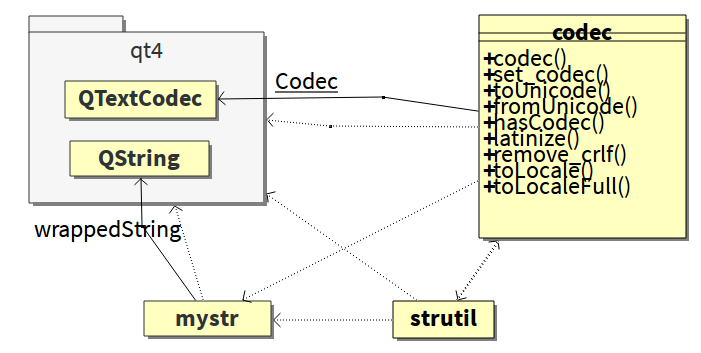 qt4
QTextCodec
QString
Codec
codec
+codec()
+set_codec()
+toUnicode()
+fromUnicode()
+hasCodec()
+latinize()
+remove_crlf()
+toLocale()
+toLocaleFull()
wrappedString
mystr
strutil